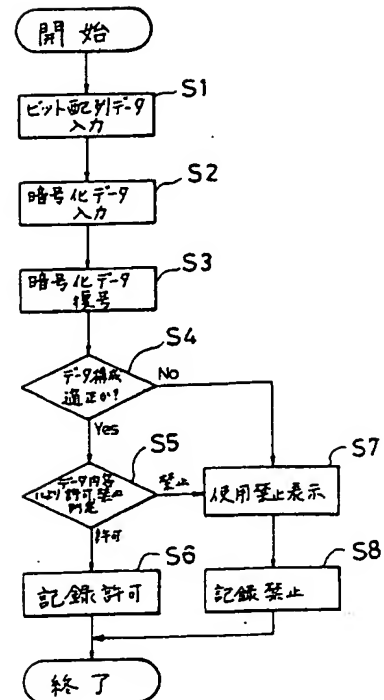 開始
S1
ビット配列データ
入力
S2
暗号化データ
入力
S3
暗号化データ
復号
S4
データ構成
適正か?
No
Yes
S5
データ内容
により許可禁止
判定
禁止
許可
S7
使用禁止表示
S6
記録許可
S8
記録禁止
終了